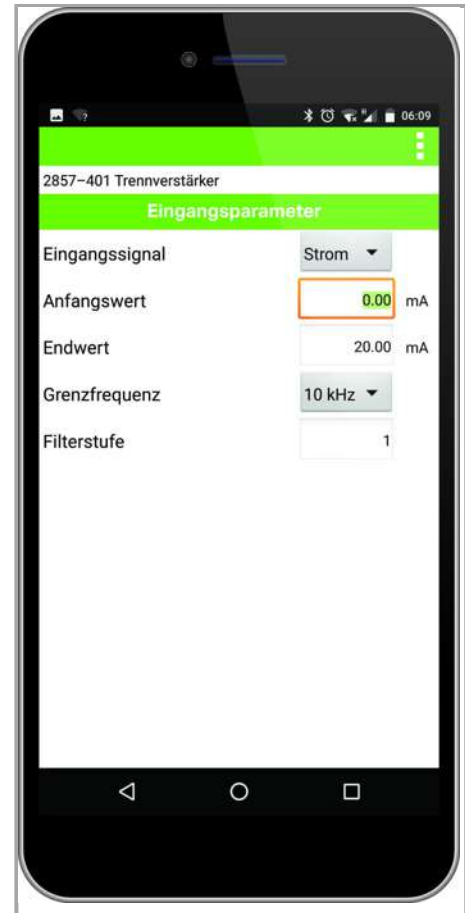 06:09
2857-401 Trennverstärker
Eingangsparameter
Eingangssignal Strom
Anfangswert 0.00 mA
Endwert 20.00 mA
Grenzfrequenz 10 kHz
Filterstufe 1